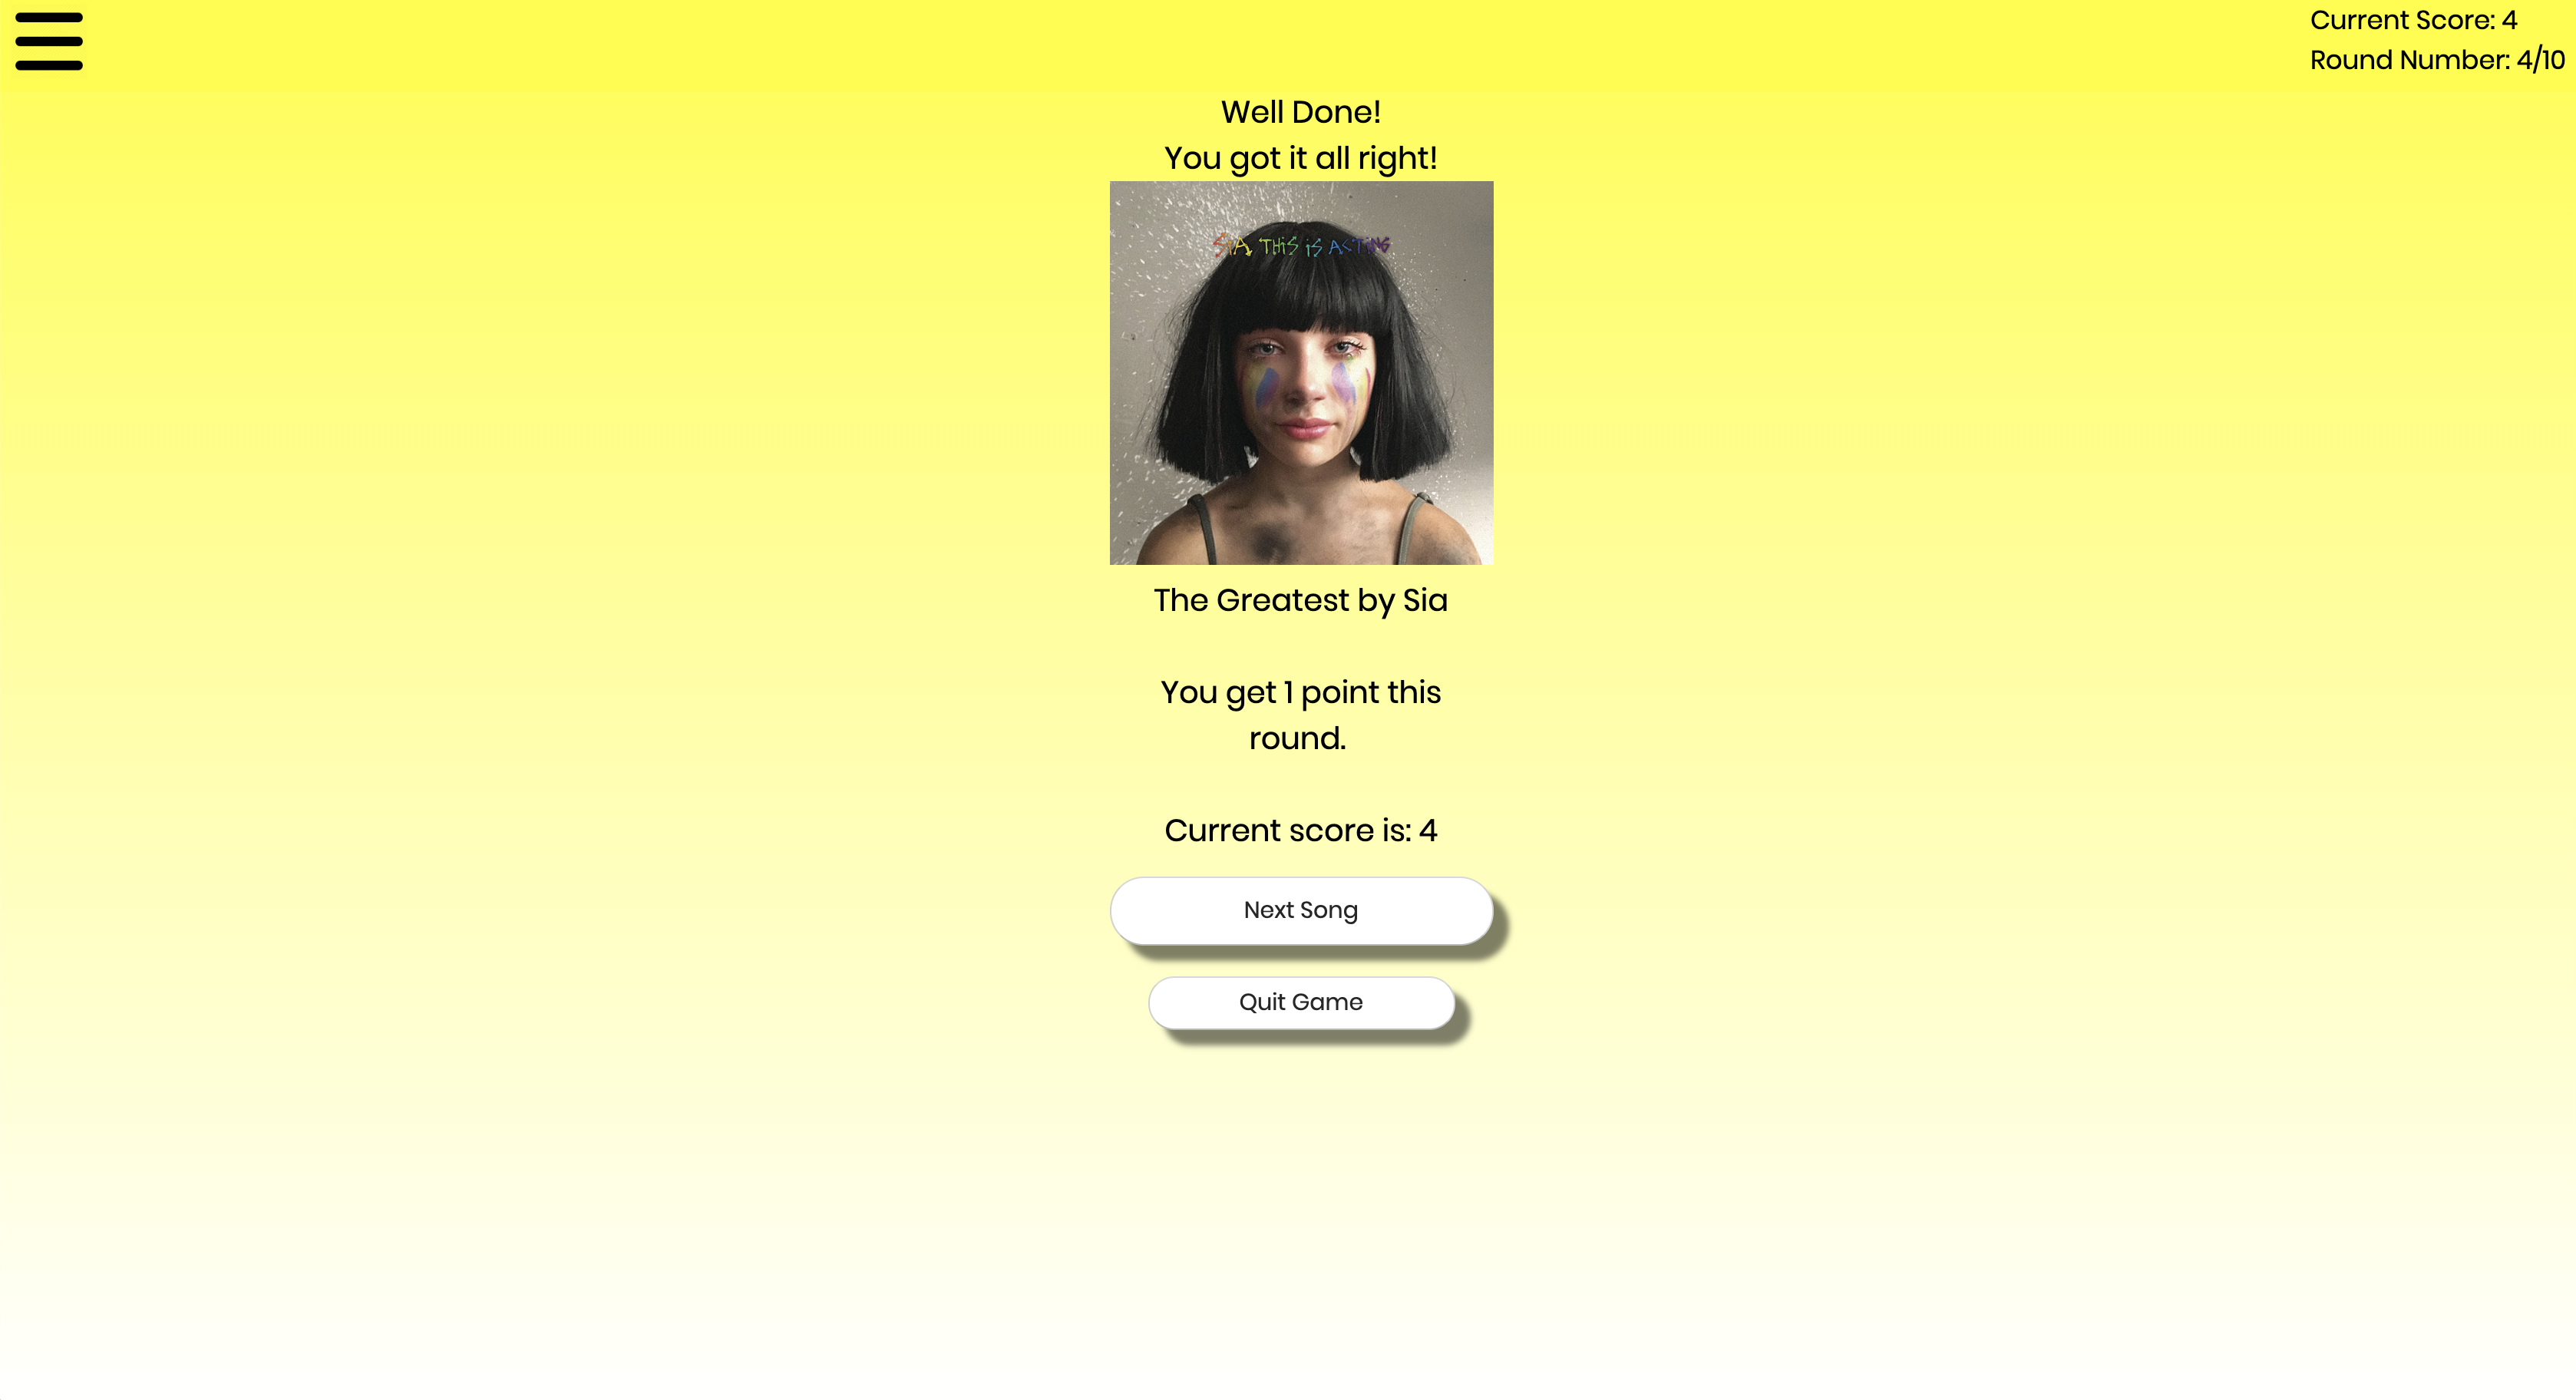 Current Score: 4
Round Number: 4/10
Well Done!
You got it all right!
SiA, THiS iS ACTiNG
The Greatest by Sia
You get 1 point this
round.
Current score is: 4
Next Song
Quit Game